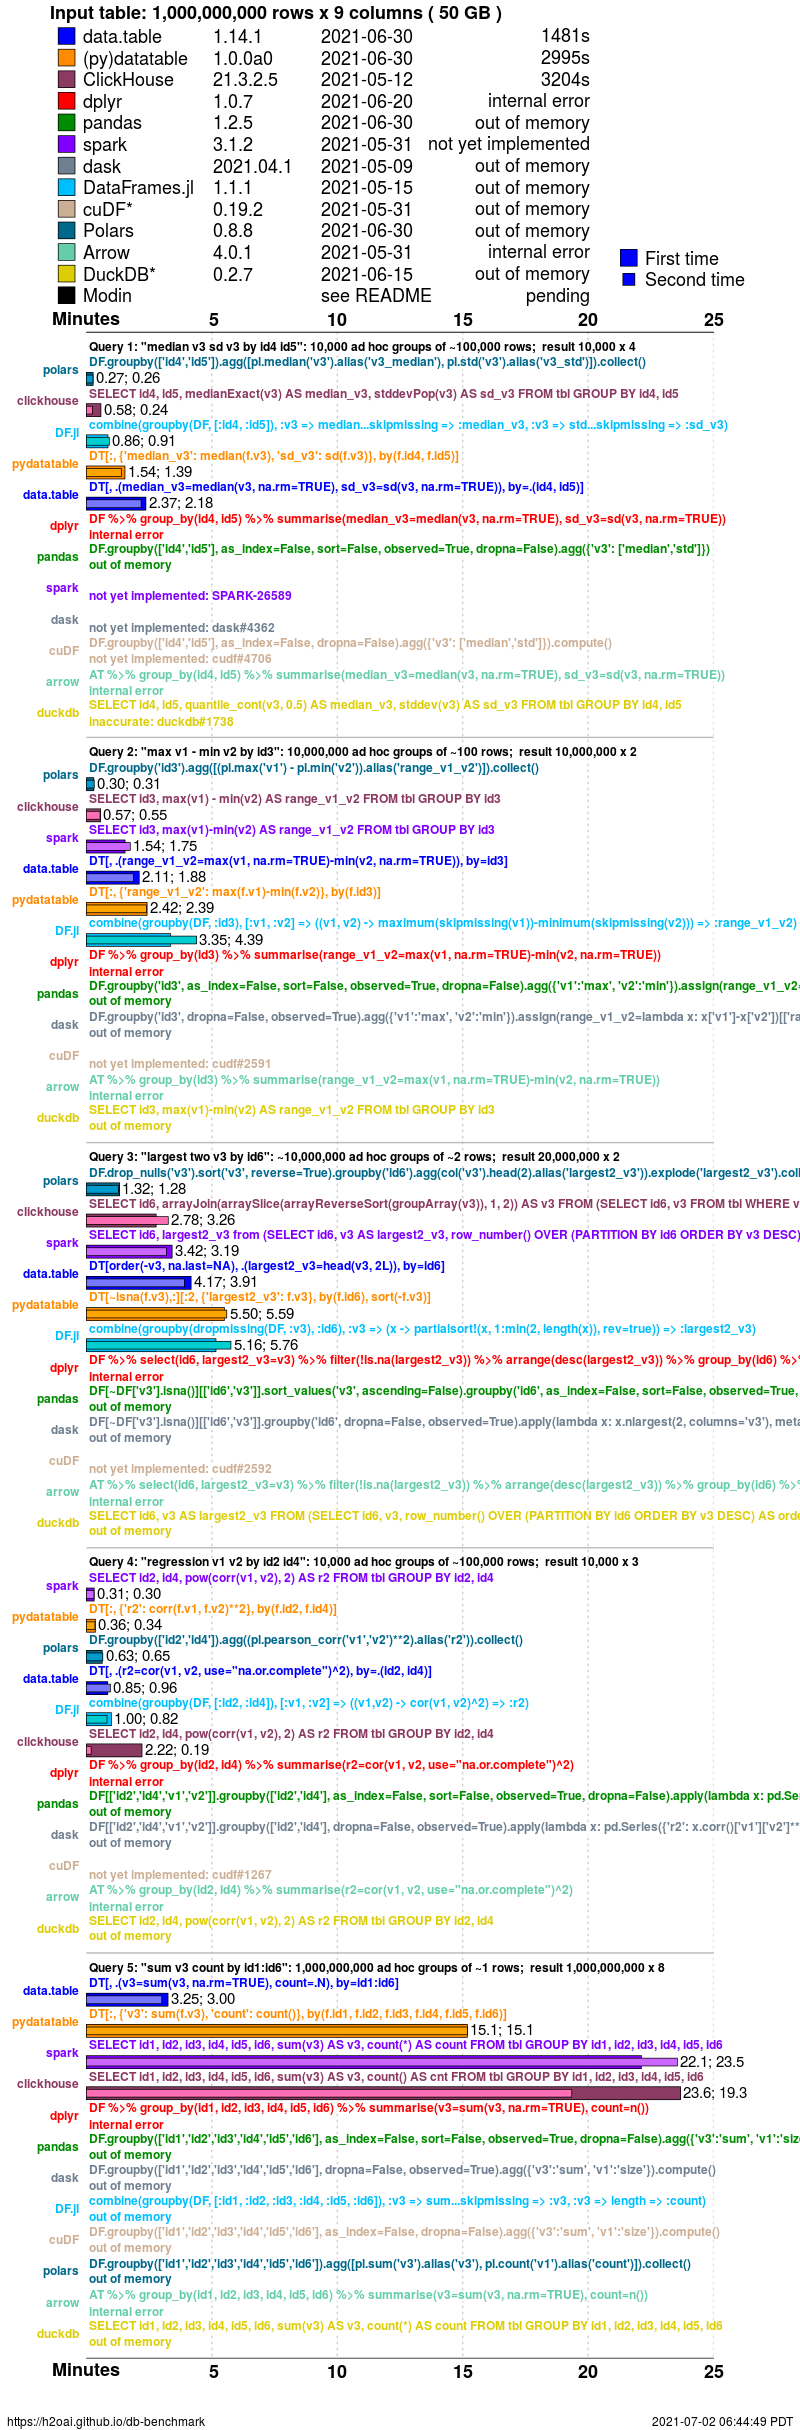 Input table: 1,000,000,000 rows x 9 columns ( 50 GB )
data.table 1.14.1 2021-06-30 1481s
(py)datatable 1.0.0a0 2021-06-30 2995s
ClickHouse 21.3.2.5 2021-05-12 3204s
dplyr 1.0.7 2021-06-20 internal error
pandas 1.2.5 2021-06-30 out of memory
spark 3.1.2 2021-05-31 not yet implemented
dask 2021.04.1 2021-05-09 out of memory
DataFrames.jl 1.1.1 2021-05-15 out of memory
cuDF* 0.19.2 2021-05-31 out of memory
Polars 0.8.8 2021-06-30 out of memory
Arrow 4.0.1 2021-05-31 internal error
DuckDB* 0.2.7 2021-06-15 out of memory
Modin see README pending
First time
Second time
Minutes 5 10 15 20 25
Query 1: "median v3 sd v3 by id4 id5": 10,000 ad hoc groups of ~100,000 rows; result 10,000 x 4
DF.groupby(['id4','id5']).agg([pl.median('v3').alias('v3_median'), pl.std('v3').alias('v3_std')]).collect()
polars 0.27; 0.26
SELECT id4, id5, medianExact(v3) AS median_v3, stddevPop(v3) AS sd_v3 FROM tbl GROUP BY id4, id5
clickhouse 0.58; 0.24
combine(groupby(DF, [:id4, :id5]), :v3 => median...skipmissing => :median_v3, :v3 => std...skipmissing => :sd_v3)
DF.jl 0.86; 0.91
DT[:, {'median_v3': median(f.v3), 'sd_v3': sd(f.v3)}, by(f.id4, f.id5)]
pydatatable 1.54; 1.39
DT[, .(median_v3=median(v3, na.rm=TRUE), sd_v3=sd(v3, na.rm=TRUE)), by=.(id4, id5)]
data.table 2.37; 2.18
DF %>% group_by(id4, id5) %>% summarise(median_v3=median(v3, na.rm=TRUE), sd_v3=sd(v3, na.rm=TRUE))
dplyr internal error
DF.groupby(['id4','id5'], as_index=False, sort=False, observed=True, dropna=False).agg({'v3': ['median','std']})
pandas out of memory
spark not yet implemented: SPARK-26589
dask not yet implemented: dask#4362
DF.groupby(['id4','id5'], as_index=False, dropna=False).agg({'v3': ['median','std']}).compute()
cuDF not yet implemented: cudf#4706
AT %>% group_by(id4, id5) %>% summarise(median_v3=median(v3, na.rm=TRUE), sd_v3=sd(v3, na.rm=TRUE))
arrow internal error
SELECT id4, id5, quantile_cont(v3, 0.5) AS median_v3, stddev(v3) AS sd_v3 FROM tbl GROUP BY id4, id5
duckdb inaccurate: duckdb#1738
Query 2: "max v1 - min v2 by id3": 10,000,000 ad hoc groups of ~100 rows; result 10,000,000 x 2
DF.groupby('id3').agg([(pl.max('v1') - pl.min('v2')).alias('range_v1_v2')]).collect()
polars 0.30; 0.31
SELECT id3, max(v1) - min(v2) AS range_v1_v2 FROM tbl GROUP BY id3
clickhouse 0.57; 0.55
SELECT id3, max(v1)-min(v2) AS range_v1_v2 FROM tbl GROUP BY id3
spark 1.54; 1.75
DT[, .(range_v1_v2=max(v1, na.rm=TRUE)-min(v2, na.rm=TRUE)), by=id3]
data.table 2.11; 1.88
DT[:, {'range_v1_v2': max(f.v1)-min(f.v2)}, by(f.id3)]
pydatatable 2.42; 2.39
combine(groupby(DF, :id3), [:v1, :v2] => ((v1, v2) -> maximum(skipmissing(v1))-minimum(skipmissing(v2))) => :range_v1_v2)
DF.jl 3.35; 4.39
DF %>% group_by(id3) %>% summarise(range_v1_v2=max(v1, na.rm=TRUE)-min(v2, na.rm=TRUE))
dplyr internal error
DF.groupby('id3', as_index=False, sort=False, observed=True, dropna=False).agg({'v1':'max', 'v2':'min'}).assign(range_v1_v2=
pandas out of memory
DF.groupby('id3', dropna=False, observed=True).agg({'v1':'max', 'v2':'min'}).assign(range_v1_v2=lambda x: x['v1']-x['v2'])[['ra
dask out of memory
cuDF not yet implemented: cudf#2591
AT %>% group_by(id3) %>% summarise(range_v1_v2=max(v1, na.rm=TRUE)-min(v2, na.rm=TRUE))
arrow internal error
SELECT id3, max(v1)-min(v2) AS range_v1_v2 FROM tbl GROUP BY id3
duckdb out of memory
Query 3: "largest two v3 by id6": ~10,000,000 ad hoc groups of ~2 rows; result 20,000,000 x 2
DF.drop_nulls('v3').sort('v3', reverse=True).groupby('id6').agg(col('v3').head(2).alias('largest2_v3')).explode('largest2_v3').coll
polars 1.32; 1.28
SELECT id6, arrayJoin(arraySlice(arrayReverseSort(groupArray(v3)), 1, 2)) AS v3 FROM (SELECT id6, v3 FROM tbl WHERE v
clickhouse 2.78; 3.26
SELECT id6, largest2_v3 from (SELECT id6, v3 AS largest2_v3, row_number() OVER (PARTITION BY id6 ORDER BY v3 DESC)
spark 3.42; 3.19
DT[order(-v3, na.last=NA), .(largest2_v3=head(v3, 2L)), by=id6]
data.table 4.17; 3.91
DT[~isna(f.v3),:][:2, {'largest2_v3': f.v3}, by(f.id6), sort(-f.v3)]
pydatatable 5.50; 5.59
combine(groupby(dropmissing(DF, :v3), :id6), :v3 => (x -> partialsort!(x, 1:min(2, length(x)), rev=true)) => :largest2_v3)
DF.jl 5.16; 5.76
DF %>% select(id6, largest2_v3=v3) %>% filter(!is.na(largest2_v3)) %>% arrange(desc(largest2_v3)) %>% group_by(id6) %>%
dplyr internal error
DF[~DF['v3'].isna()][['id6','v3']].sort_values('v3', ascending=False).groupby('id6', as_index=False, sort=False, observed=True,
pandas out of memory
DF[~DF['v3'].isna()][['id6','v3']].groupby('id6', dropna=False, observed=True).apply(lambda x: x.nlargest(2, columns='v3'), meta
dask out of memory
cuDF not yet implemented: cudf#2592
AT %>% select(id6, largest2_v3=v3) %>% filter(!is.na(largest2_v3)) %>% arrange(desc(largest2_v3)) %>% group_by(id6) %>%
arrow internal error
SELECT id6, v3 AS largest2_v3 FROM (SELECT id6, v3, row_number() OVER (PARTITION BY id6 ORDER BY v3 DESC) AS orde
duckdb out of memory
Query 4: "regression v1 v2 by id2 id4": 10,000 ad hoc groups of ~100,000 rows; result 10,000 x 3
SELECT id2, id4, pow(corr(v1, v2), 2) AS r2 FROM tbl GROUP BY id2, id4
spark 0.31; 0.30
DT[:, {'r2': corr(f.v1, f.v2)**2}, by(f.id2, f.id4)]
pydatatable 0.36; 0.34
DF.groupby(['id2','id4']).agg((pl.pearson_corr('v1','v2')**2).alias('r2')).collect()
polars 0.63; 0.65
DT[, .(r2=cor(v1, v2, use="na.or.complete")^2), by=.(id2, id4)]
data.table 0.85; 0.96
combine(groupby(DF, [:id2, :id4]), [:v1, :v2] => ((v1,v2) -> cor(v1, v2)^2) => :r2)
DF.jl 1.00; 0.82
SELECT id2, id4, pow(corr(v1, v2), 2) AS r2 FROM tbl GROUP BY id2, id4
clickhouse 2.22; 0.19
DF %>% group_by(id2, id4) %>% summarise(r2=cor(v1, v2, use="na.or.complete")^2)
dplyr internal error
DF[['id2','id4','v1','v2']].groupby(['id2','id4'], as_index=False, sort=False, observed=True, dropna=False).apply(lambda x: pd.Se
pandas out of memory
DF[['id2','id4','v1','v2']].groupby(['id2','id4'], dropna=False, observed=True).apply(lambda x: pd.Series({'r2': x.corr()['v1']['v2']**
dask out of memory
cuDF not yet implemented: cudf#1267
AT %>% group_by(id2, id4) %>% summarise(r2=cor(v1, v2, use="na.or.complete")^2)
arrow internal error
SELECT id2, id4, pow(corr(v1, v2), 2) AS r2 FROM tbl GROUP BY id2, id4
duckdb out of memory
Query 5: "sum v3 count by id1:id6": 1,000,000,000 ad hoc groups of ~1 rows; result 1,000,000,000 x 8
DT[, .(v3=sum(v3, na.rm=TRUE), count=.N), by=id1:id6]
data.table 3.25; 3.00
DT[:, {'v3': sum(f.v3), 'count': count()}, by(f.id1, f.id2, f.id3, f.id4, f.id5, f.id6)]
pydatatable 15.1; 15.1
SELECT id1, id2, id3, id4, id5, id6, sum(v3) AS v3, count(*) AS count FROM tbl GROUP BY id1, id2, id3, id4, id5, id6
spark 22.1; 23.5
SELECT id1, id2, id3, id4, id5, id6, sum(v3) AS v3, count() AS cnt FROM tbl GROUP BY id1, id2, id3, id4, id5, id6
clickhouse 23.6; 19.3
DF %>% group_by(id1, id2, id3, id4, id5, id6) %>% summarise(v3=sum(v3, na.rm=TRUE), count=n())
dplyr internal error
DF.groupby(['id1','id2','id3','id4','id5','id6'], as_index=False, sort=False, observed=True, dropna=False).agg({'v3':'sum', 'v1':'size
pandas out of memory
DF.groupby(['id1','id2','id3','id4','id5','id6'], dropna=False, observed=True).agg({'v3':'sum', 'v1':'size'}).compute()
dask out of memory
combine(groupby(DF, [:id1, :id2, :id3, :id4, :id5, :id6]), :v3 => sum...skipmissing => :v3, :v3 => length => :count)
DF.jl out of memory
DF.groupby(['id1','id2','id3','id4','id5','id6'], as_index=False, dropna=False).agg({'v3':'sum', 'v1':'size'}).compute()
cuDF out of memory
DF.groupby(['id1','id2','id3','id4','id5','id6']).agg([pl.sum('v3').alias('v3'), pl.count('v1').alias('count')]).collect()
polars out of memory
AT %>% group_by(id1, id2, id3, id4, id5, id6) %>% summarise(v3=sum(v3, na.rm=TRUE), count=n())
arrow internal error
SELECT id1, id2, id3, id4, id5, id6, sum(v3) AS v3, count(*) AS count FROM tbl GROUP BY id1, id2, id3, id4, id5, id6
duckdb out of memory
Minutes 5 10 15 20 25
https://h2oai.github.io/db-benchmark 2021-07-02 06:44:49 PDT